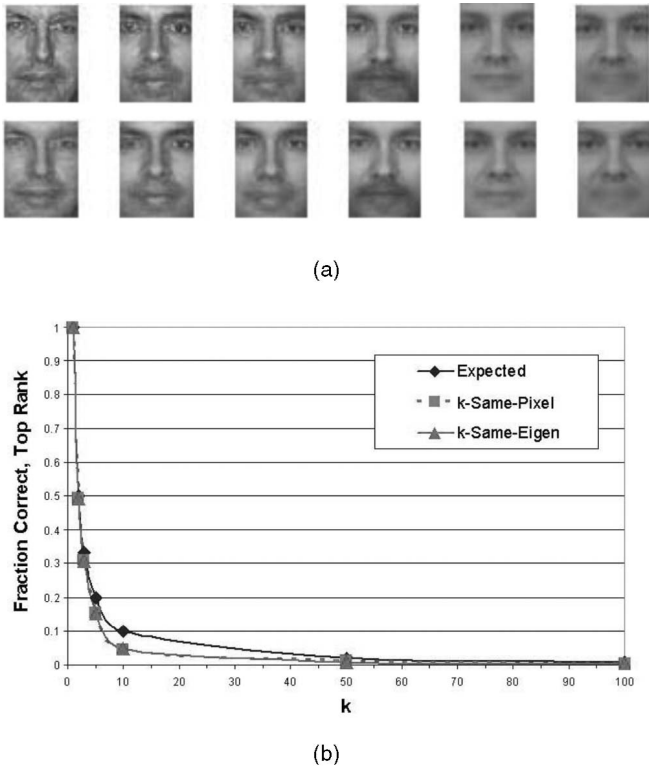 (a)
1
0.9
0.8
0.7
0.6
0.5
0.4
0.3
0.2
0.1
0
Fraction Correct, Top Rank
Expected
k-Same-Pixel
k-Same-Eigen
0 10 20 30 40 50 60 70 80 90 100
k
(b)